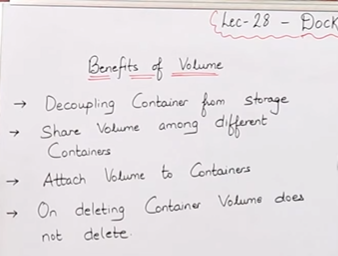 Lec-28 - Dock
Benefits of Volume
→ Decoupling Container from storage
→ Share Volume among different
Containers
→ Attach Volume to Containers
→ On deleting Container Volume does
not delete.